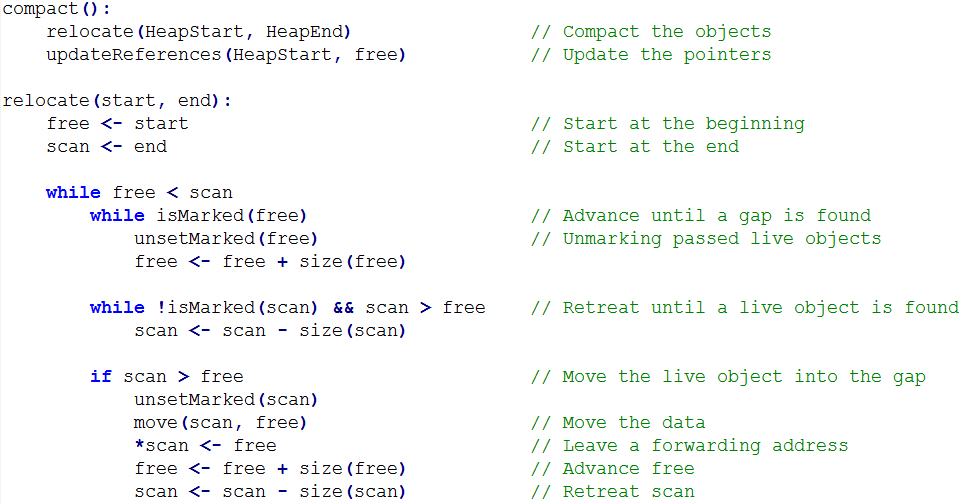 compact():
    relocate(HeapStart, HeapEnd)                // Compact the objects
    updateReferences(HeapStart, free)           // Update the pointers

relocate(start, end):
    free <- start                               // Start at the beginning
    scan <- end                                 // Start at the end

    while free < scan
        while isMarked(free)                    // Advance until a gap is found
            unsetMarked(free)                   // Unmarking passed live objects
            free <- free + size(free)

        while !isMarked(scan) && scan > free    // Retreat until a live object is found
            scan <- scan - size(scan)

        if scan > free                          // Move the live object into the gap
            unsetMarked(scan)
            move(scan, free)                    // Move the data
            *scan <- free                       // Leave a forwarding address
            free <- free + size(free)           // Advance free
            scan <- scan - size(scan)           // Retreat scan